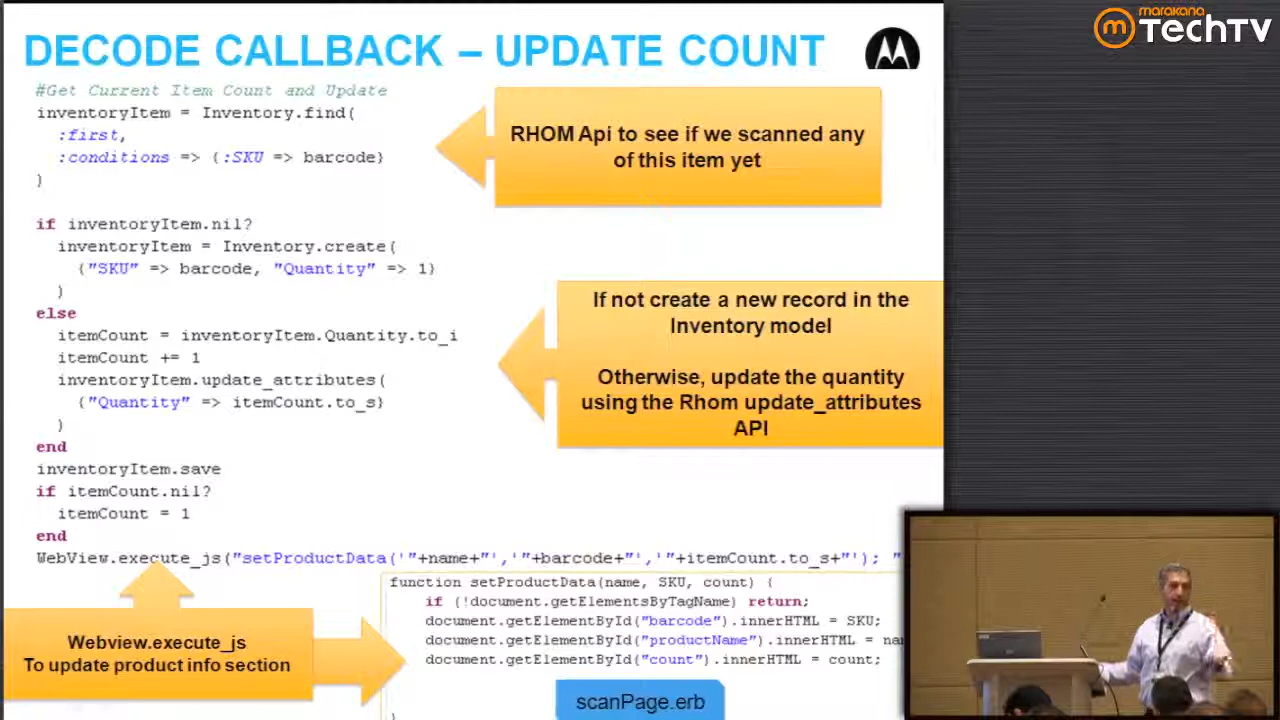 marakana
TechTV
DECODE CALLBACK – UPDATE COUNT
#Get Current Item Count and Update
inventoryItem = Inventory.find(
:first,
:conditions => {:SKU => barcode}
)
RHOM Api to see if we scanned any
of this item yet
if inventoryItem.nil?
inventoryItem = Inventory.create(
{"SKU" => barcode, "Quantity" => 1}
)
else
itemCount = inventoryItem.Quantity.to_i
itemCount += 1
inventoryItem.update_attributes(
{"Quantity" => itemCount.to_s}
)
end
If not create a new record in the
Inventory model
Otherwise, update the quantity
using the Rhom update_attributes
API
inventoryItem.save
if itemCount.nil?
itemCount = 1
end
WebView.execute_js("setProductData('"+name+"','"+barcode+"','"+itemCount.to_s+"'); "
Webview.execute_js
To update product info section
function setProductData(name, SKU, count) {
if (!document.getElementsByTagName) return;
document.getElementById("barcode").innerHTML = SKU;
document.getElementById("productName").innerHTML =
document.getElementById("count").innerHTML = count;
}
scanPage.erb